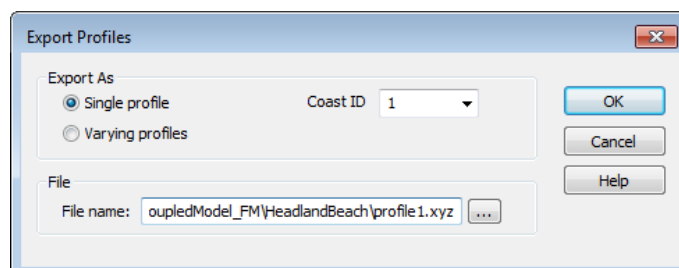 Export Profiles
Export As
Single profile
Coast ID 1
Varying profiles
File
File name: oupledModel_FM\HeadlandBeach\profile1.xyz ...
OK
Cancel
Help